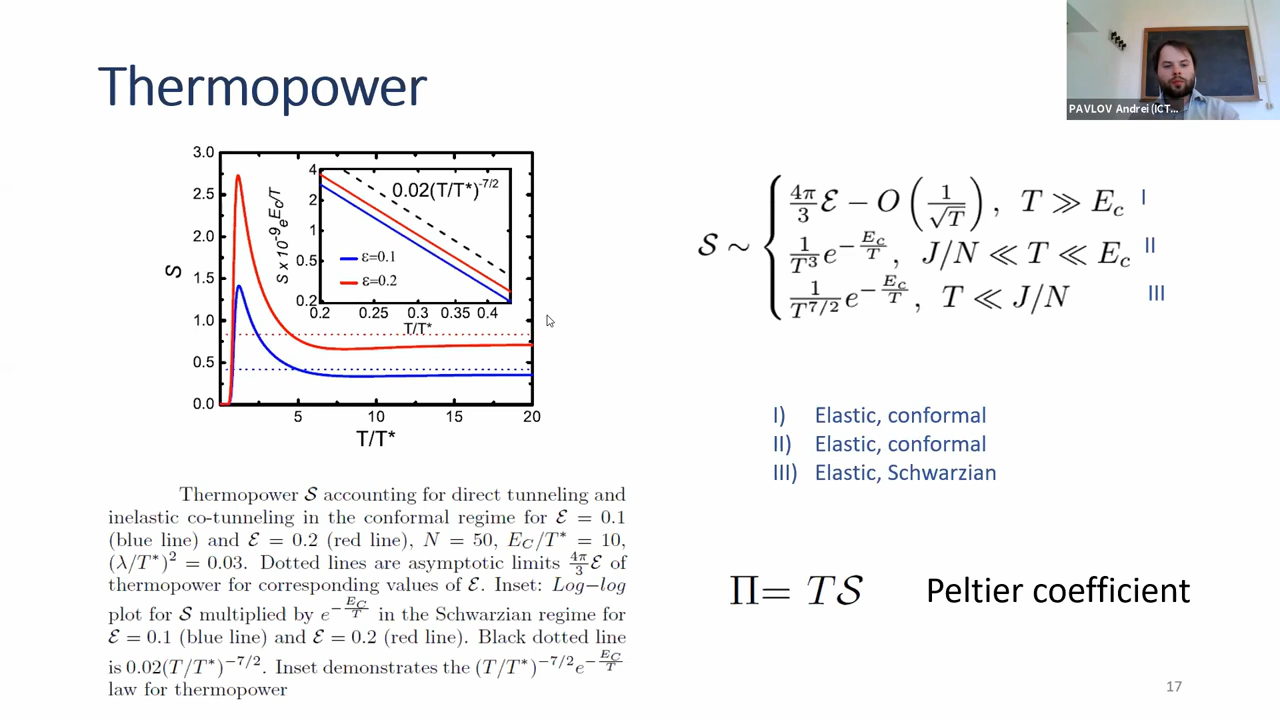 Thermopower
PAVLOV Andrei (ICT...
3.0
2.5
2.0
1.5
1.0
0.5
0.0
S
5
10
15
20
T/T*
4
2
1
0.5
0.2
S x 10⁻⁹eEc/T
0.02(T/T*)^-7/2
ε=0.1
ε=0.2
0.2 0.25 0.3 0.35 0.4
T/T*
𝒮 ~ { 4π/3 ℰ − O(1/√T), T ≫ E_c I
1/T³ e^(−E_c/T), J/N ≪ T ≪ E_c II
1/T^(7/2) e^(−E_c/T), T ≪ J/N III
I) Elastic, conformal
II) Elastic, conformal
III) Elastic, Schwarzian
Thermopower 𝒮 accounting for direct tunneling and
inelastic co-tunneling in the conformal regime for ℰ = 0.1
(blue line) and ℰ = 0.2 (red line), N = 50, E_C/T* = 10,
(λ/T*)² = 0.03. Dotted lines are asymptotic limits 4π/3 ℰ of
thermopower for corresponding values of ℰ. Inset: Log−log
plot for 𝒮 multiplied by e^(−E_C/T) in the Schwarzian regime for
ℰ = 0.1 (blue line) and ℰ = 0.2 (red line). Black dotted line
is 0.02(T/T*)^(−7/2). Inset demonstrates the (T/T*)^(−7/2) e^(−E_C/T)
law for thermopower
Π= T𝒮 Peltier coefficient
17